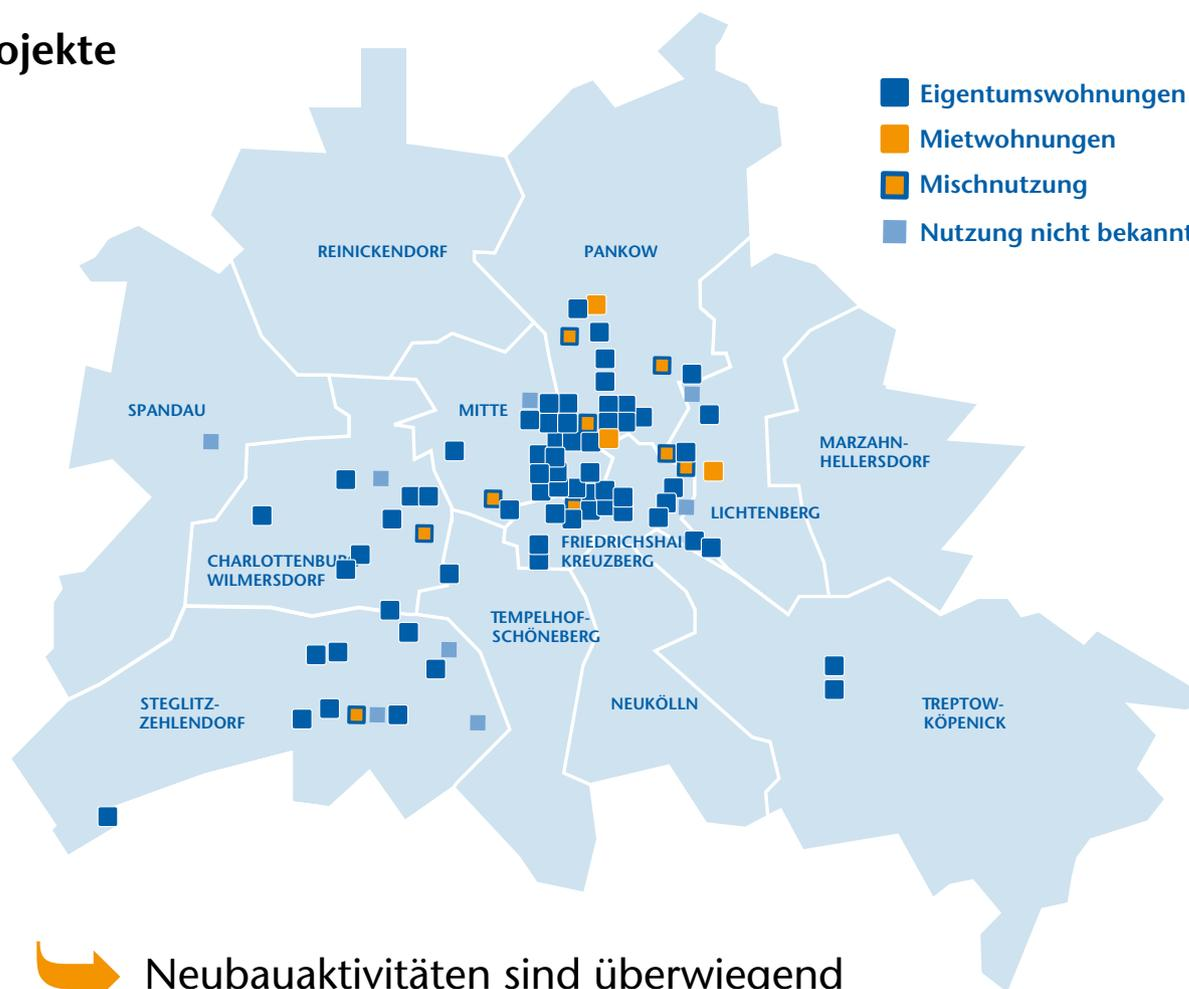 ojekte
Eigentumswohnungen
Mietwohnungen
Mischnutzung
Nutzung nicht bekannt
REINICKENDORF
PANKOW
SPANDAU
MITTE
MARZAHN-
HELLERSDORF
LICHTENBERG
CHARLOTTENBUR
WILMERSDORF
FRIEDRICHSHAI
KREUZBERG
TEMPELHOF-
SCHÖNEBERG
STEGLITZ-
ZEHLENDORF
NEUKÖLLN
TREPTOW-
KÖPENICK
Neubauaktivitäten sind überwiegend